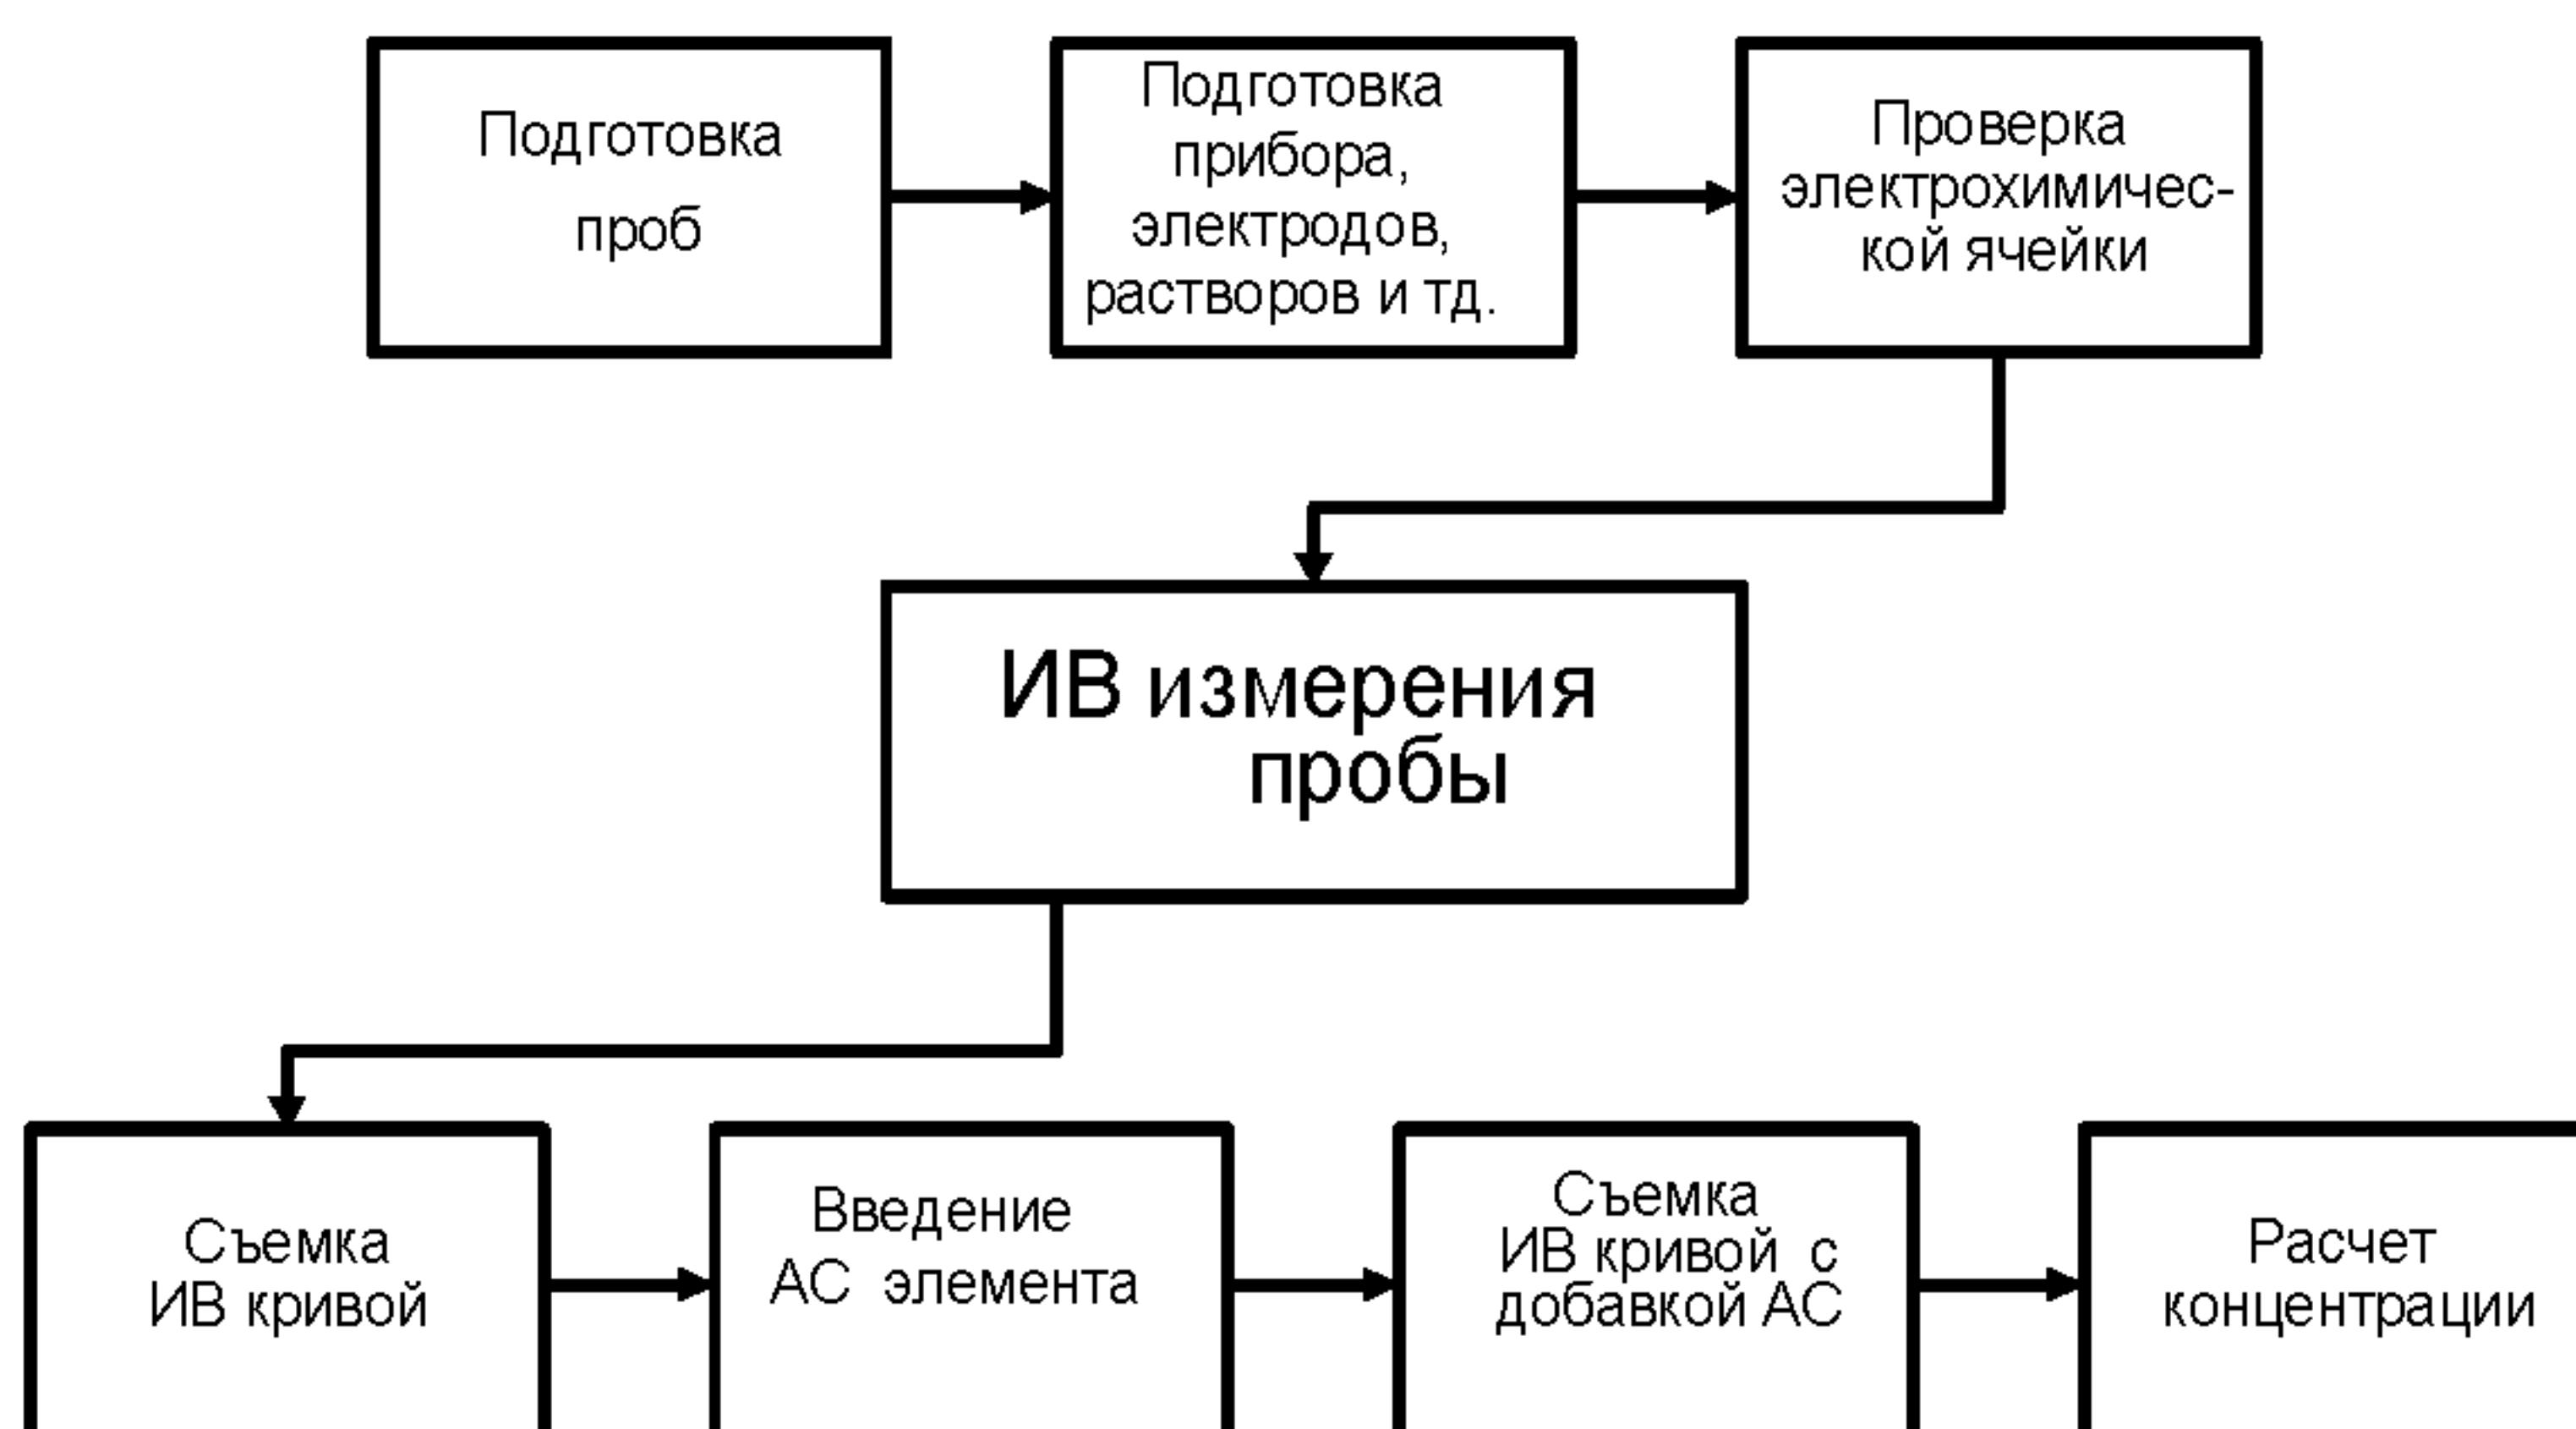 Подготовка
проб
Подготовка
прибора,
электродов,
растворов и тд.
Проверка
электрохимичес-
кой ячейки
ИВ измерения
пробы
Съемка
ИВ кривой
Введение
АС элемента
Съемка
ИВ кривой с
добавкой АС
Расчет
концентрации